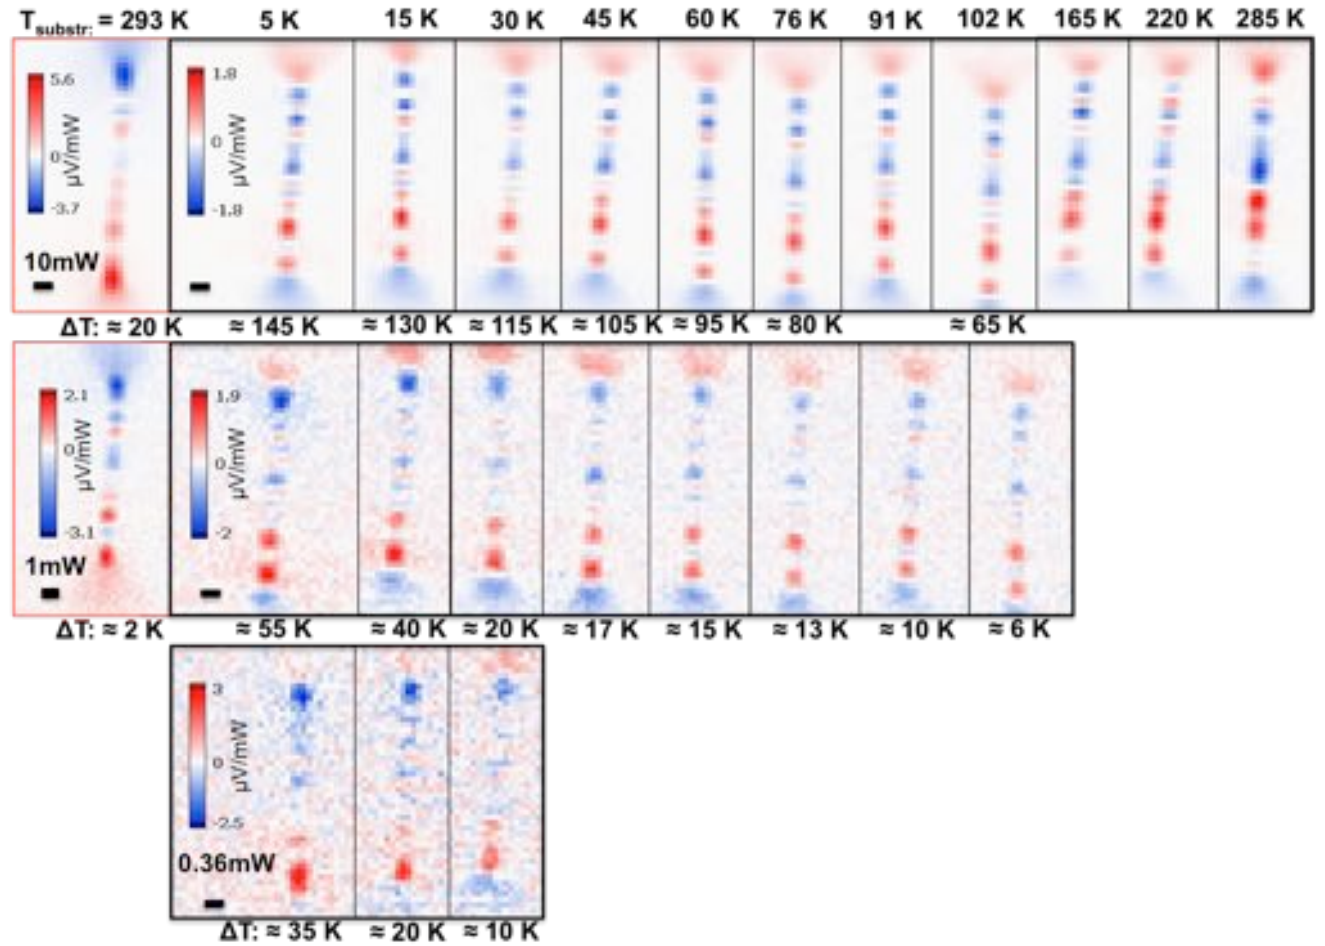 T_substr: = 293 K 5 K 15 K 30 K 45 K 60 K 76 K 91 K 102 K 165 K 220 K 285 K
5.6
0
-3.7
μV/mW
10mW
1.8
0
-1.8
μV/mW
ΔT: ≈ 20 K ≈ 145 K ≈ 130 K ≈ 115 K ≈ 105 K ≈ 95 K ≈ 80 K ≈ 65 K
2.1
0
-3.1
μV/mW
1mW
1.9
0
-2
μV/mW
ΔT: ≈ 2 K ≈ 55 K ≈ 40 K ≈ 20 K ≈ 17 K ≈ 15 K ≈ 13 K ≈ 10 K ≈ 6 K
3
0
-2.5
μV/mW
0.36mW
ΔT: ≈ 35 K ≈ 20 K ≈ 10 K